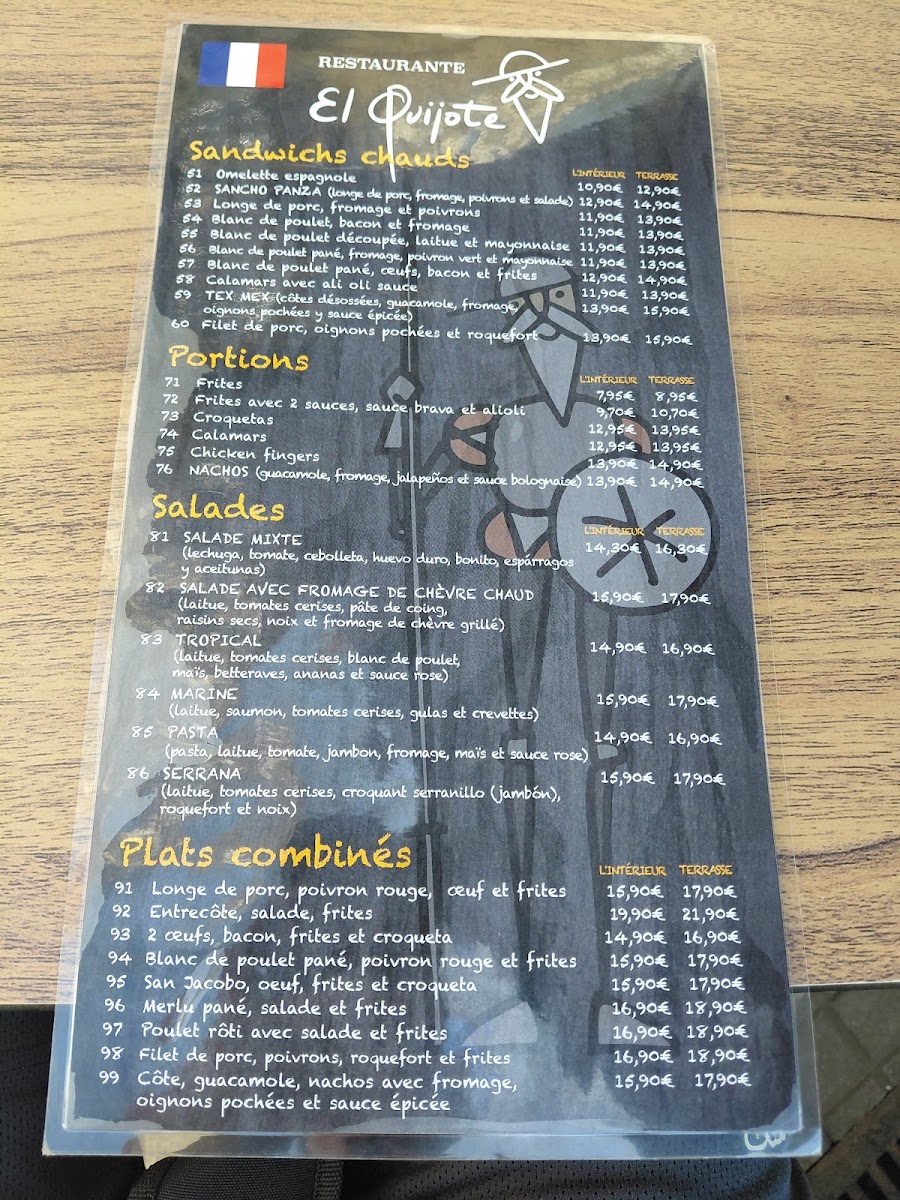 RESTAURANTE
El Quijote
Sandwichs chauds
L'INTÉRIEUR TERRASSE
51 Omelette espagnole 10,90€ 12,90€
52 SANCHO PANZA (longe de porc, fromage, poivrons et salade) 12,90€ 14,90€
53 Longe de porc, fromage et poivrons 11,90€ 13,90€
54 Blanc de poulet, bacon et fromage 11,90€ 13,90€
55 Blanc de poulet découpée, laitue et mayonnaise 11,90€ 13,90€
56 Blanc de poulet pané, fromage, poivron vert et mayonnaise 11,90€ 13,90€
57 Blanc de poulet pané, œufs, bacon et frites 12,90€ 14,90€
58 Calamars avec ali oli sauce 11,90€ 13,90€
59 TEX MEX (côtes désossées, guacamole, fromage, 13,90€ 15,90€
oignons pochées y sauce épicée)
60 Filet de porc, oignons pochées et roquefort 13,90€ 15,90€
Portions
L'INTÉRIEUR TERRASSE
71 Frites 7,95€ 8,95€
72 Frites avec 2 sauces, sauce brava et alioli 9,70€ 10,70€
73 Croquetas 12,95€ 13,95€
74 Calamars 12,95€ 13,95€
75 Chicken fingers 13,90€ 14,90€
76 NACHOS (guacamole, fromage, jalapeños et sauce bolognaise) 13,90€ 14,90€
Salades
L'INTÉRIEUR TERRASSE
81 SALADE MIXTE 14,30€ 16,30€
(lechuga, tomate, cebolleta, huevo duro, bonito, espárragos
y aceitunas)
82 SALADE AVEC FROMAGE DE CHÈVRE CHAUD 15,90€ 17,90€
(laitue, tomates cerises, pâte de coing,
raisins secs, noix et fromage de chèvre grillé)
83 TROPICAL 14,90€ 16,90€
(laitue, tomates cerises, blanc de poulet,
maïs, betteraves, ananas et sauce rose)
84 MARINE 15,90€ 17,90€
(laitue, saumon, tomates cerises, gulas et crevettes)
85 PASTA 14,90€ 16,90€
(pasta, laitue, tomate, jambon, fromage, maïs et sauce rose)
86 SERRANA 15,90€ 17,90€
(laitue, tomates cerises, croquant serranillo (jambón),
roquefort et noix)
Plats combinés
L'INTÉRIEUR TERRASSE
91 Longe de porc, poivron rouge, œuf et frites 15,90€ 17,90€
92 Entrecôte, salade, frites 19,90€ 21,90€
93 2 œufs, bacon, frites et croqueta 14,90€ 16,90€
94 Blanc de poulet pané, poivron rouge et frites 15,90€ 17,90€
95 San Jacobo, oeuf, frites et croqueta 15,90€ 17,90€
96 Merlu pané, salade et frites 16,90€ 18,90€
97 Poulet rôti avec salade et frites 16,90€ 18,90€
98 Filet de porc, poivrons, roquefort et frites 16,90€ 18,90€
99 Côte, guacamole, nachos avec fromage, 15,90€ 17,90€
oignons pochées et sauce épicée